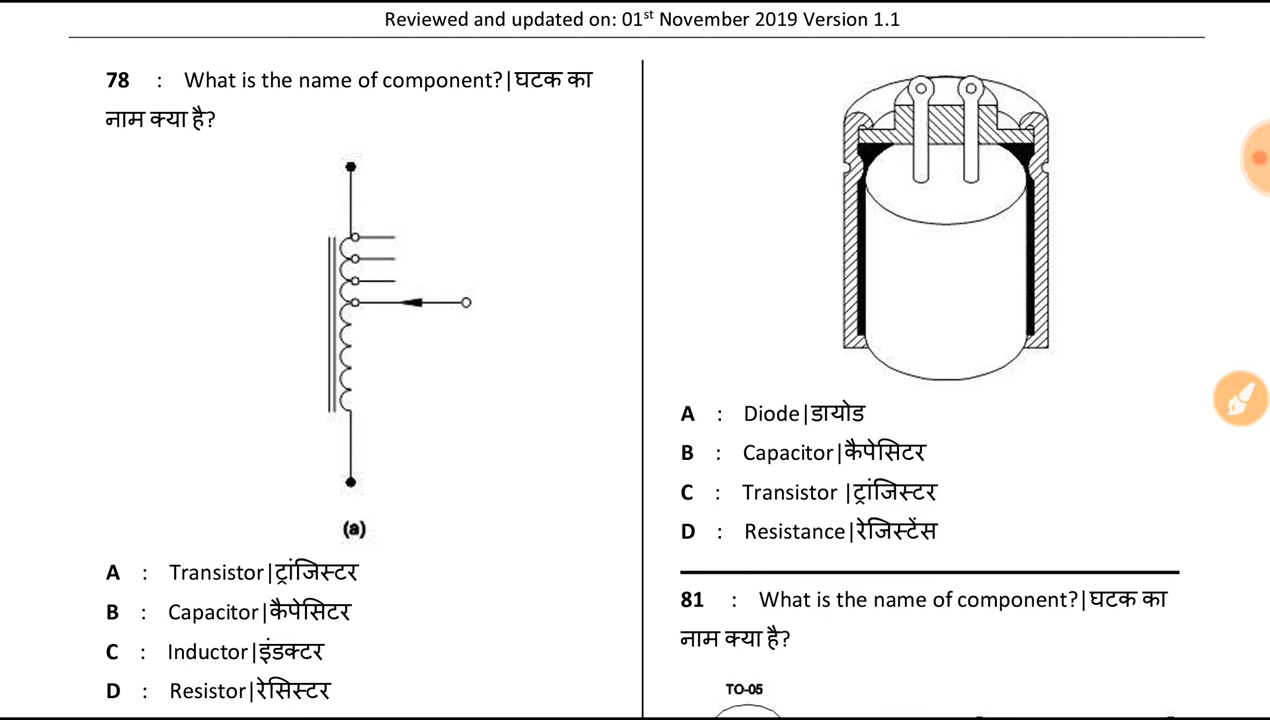 Reviewed and updated on: 01st November 2019 Version 1.1
78 : What is the name of component?|घटक का
नाम क्या है?
(a)
A : Transistor|ट्रांजिस्टर
B : Capacitor|कैपेसिटर
C : Inductor|इंडक्टर
D : Resistor|रेसिस्टर
A : Diode|डायोड
B : Capacitor|कैपेसिटर
C : Transistor |ट्रांजिस्टर
D : Resistance|रेजिस्टेंस
81 : What is the name of component?|घटक का
नाम क्या है?
TO-05